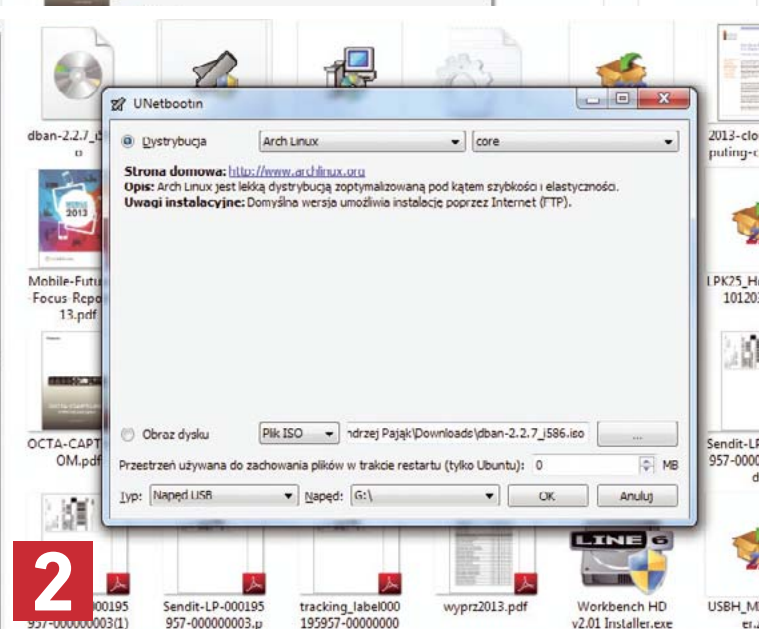 dban-2.2.7_i5
UNetbootin
Dystrybucja
Arch Linux
core
Strona domowa: http://www.archlinux.org
Opis: Arch Linux jest lekką dystrybucją zoptymalizowaną pod kątem szybkości i elastyczności.
Uwagi instalacyjne: Domyślna wersja umożliwia instalację poprzez Internet (FTP).
2013-clo
puting-c
2013
Mobile-Futu
-Focus-Repo
13.pdf
LPK25_H
10120
OCTA-CAPT
OM.pdf
Obraz dysku
Plik ISO
ndrzej Pająk\Downloads\dban-2.2.7_i586.iso
...
Przestrzeń używana do zachowania plików w trakcie restartu (tylko Ubuntu): 0 MB
Typ: Napęd USB
Napęd: G:\
OK
Anuluj
Sendit-LP
957-0000
d
LINE 6
2
00195
957-000000003(1)
Sendit-LP-000195
957-000000003.p
tracking_label000
195957-00000000
wyprz2013.pdf
Workbench HD
v2.01 Installer.exe
USBH_M
er.